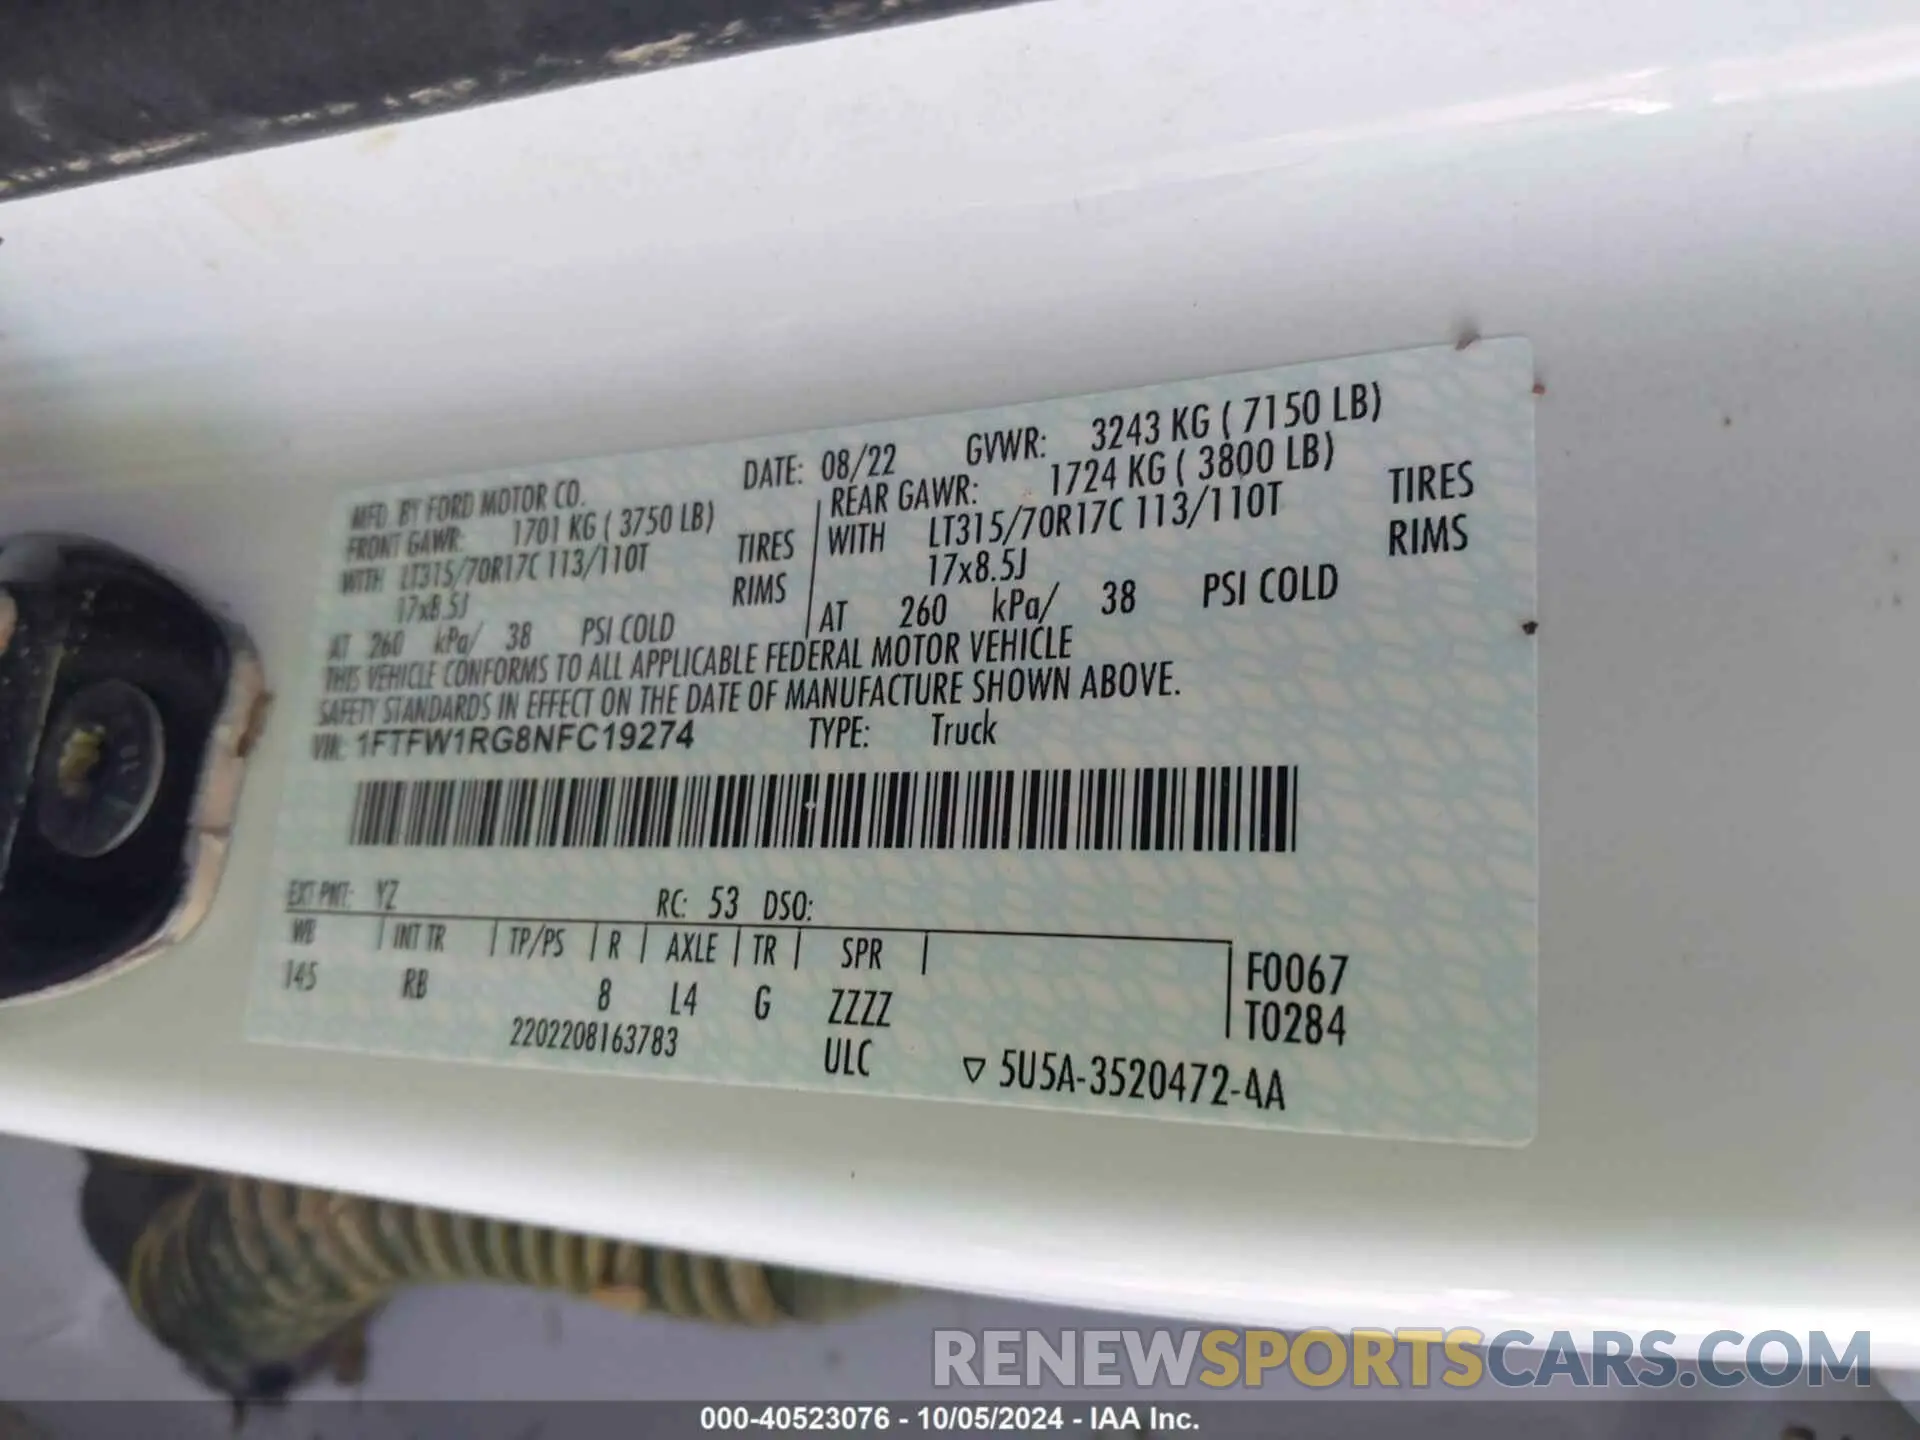 MFD. BY FORD MOTOR CO. DATE: 08/22 GVWR: 3243 KG ( 7150 LB)
FRONT GAWR: 1701 KG ( 3750 LB) REAR GAWR: 1724 KG ( 3800 LB)
WITH LT315/70R17C 113/110T TIRES WITH LT315/70R17C 113/110T TIRES
17x8.5J RIMS 17x8.5J RIMS
AT 260 kPa/ 38 PSI COLD AT 260 kPa/ 38 PSI COLD
THIS VEHICLE CONFORMS TO ALL APPLICABLE FEDERAL MOTOR VEHICLE
SAFETY STANDARDS IN EFFECT ON THE DATE OF MANUFACTURE SHOWN ABOVE.
VIN: 1FTFW1RG8NFC19274 TYPE: Truck
EXT PNT: YZ RC: 53 DSO:
WB INT TR TP/PS R AXLE TR SPR
145 RB 8 L4 G ZZZZ
F0067
T0284
2202208163783 ULC ▽ 5U5A-3520472-AA
RENEWSPORTSCARS.COM
000-40523076 - 10/05/2024 - IAA Inc.